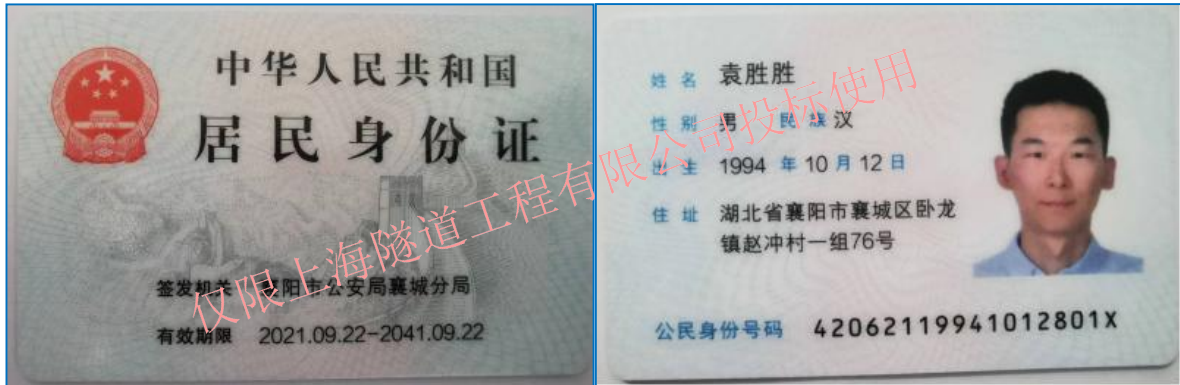 中华人民共和国
居民身份证
签发机关 襄阳市公安局襄城分局
有效期限 2021.09.22-2041.09.22
姓名 袁胜胜
性别 男 民族 汉
出生 1994 年 10 月 12 日
住址 湖北省襄阳市襄城区卧龙
镇赵冲村一组76号
公民身份号码 42062119941012801X
仅限上海隧道工程有限公司投标使用